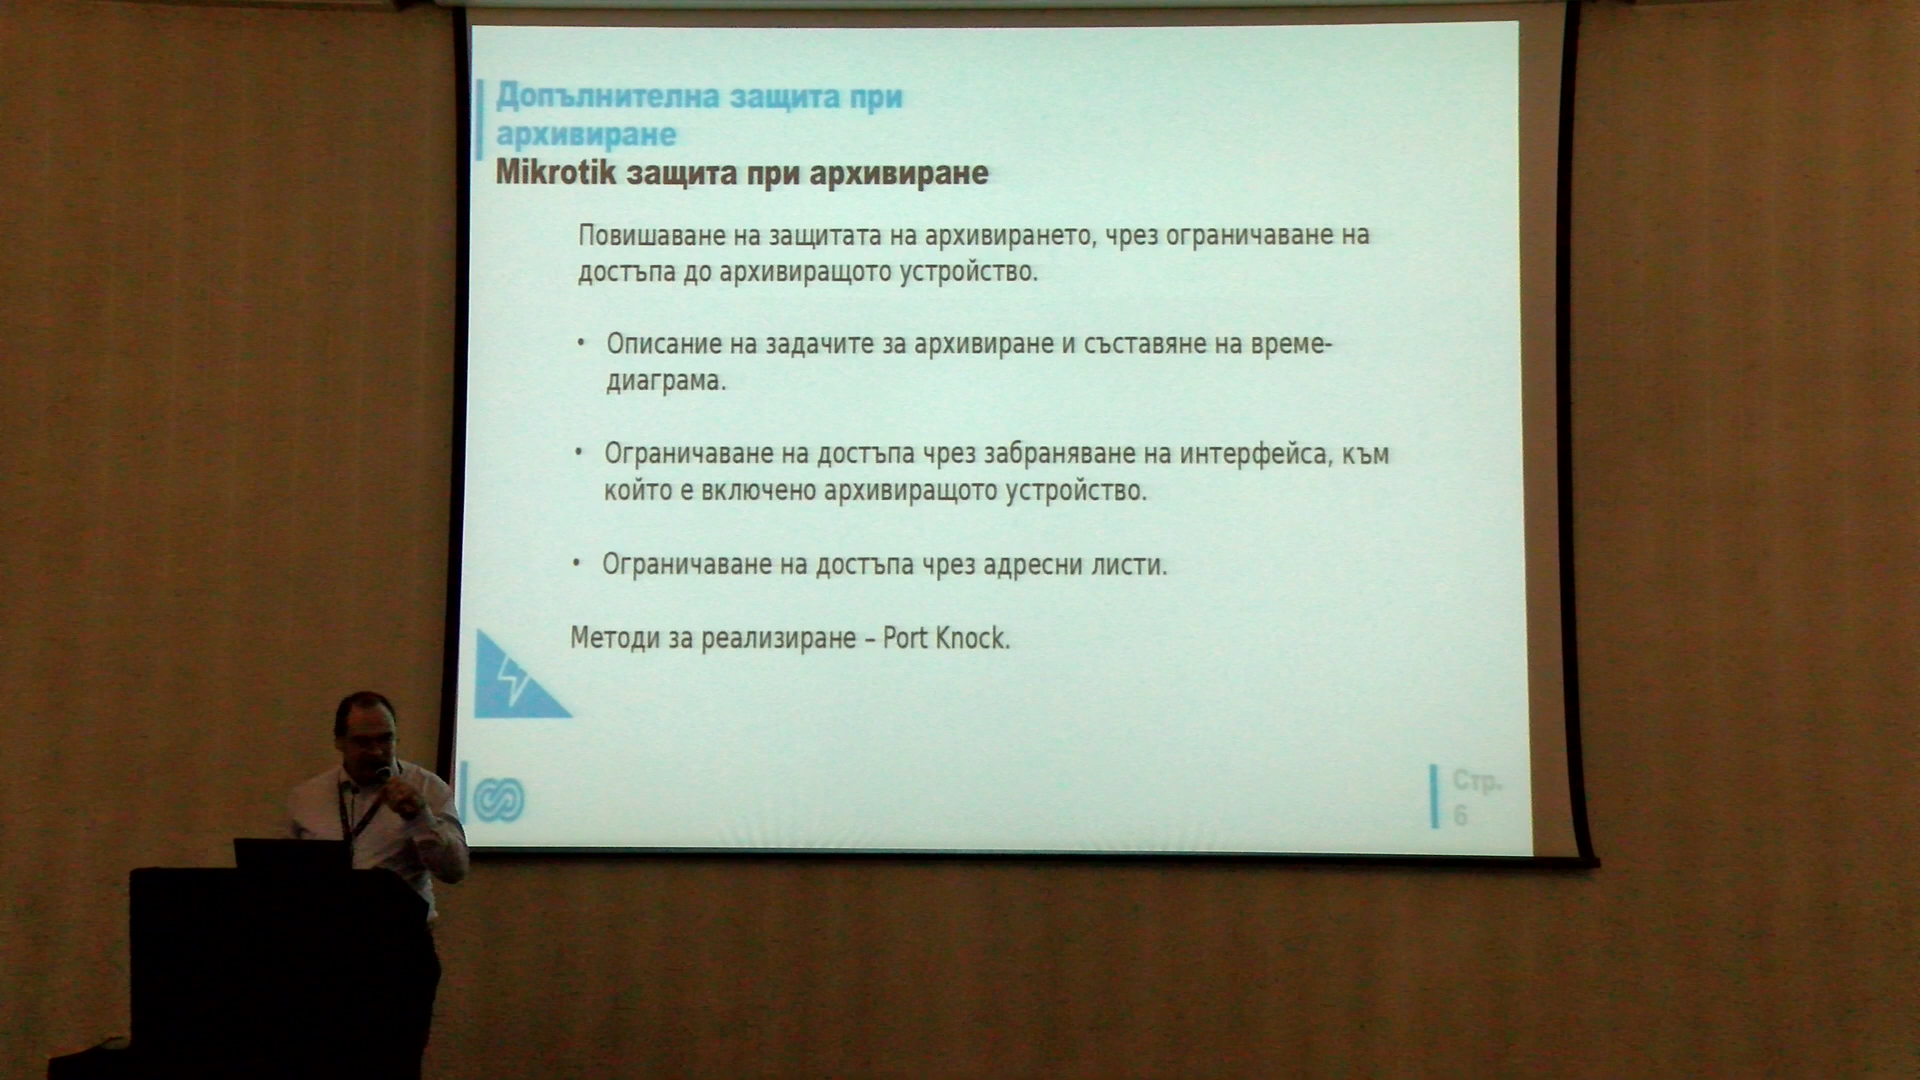 Допълнителна защита при
архивиране
Mikrotik защита при архивиране
Повишаване на защитата на архивирането, чрез ограничаване на
достъпа до архивиращото устройство.
• Описание на задачите за архивиране и съставяне на време-
диаграма.
• Ограничаване на достъпа чрез забраняване на интерфейса, към
който е включено архивиращото устройство.
• Ограничаване на достъпа чрез адресни листи.
Методи за реализиране – Port Knock.
Стр.
6